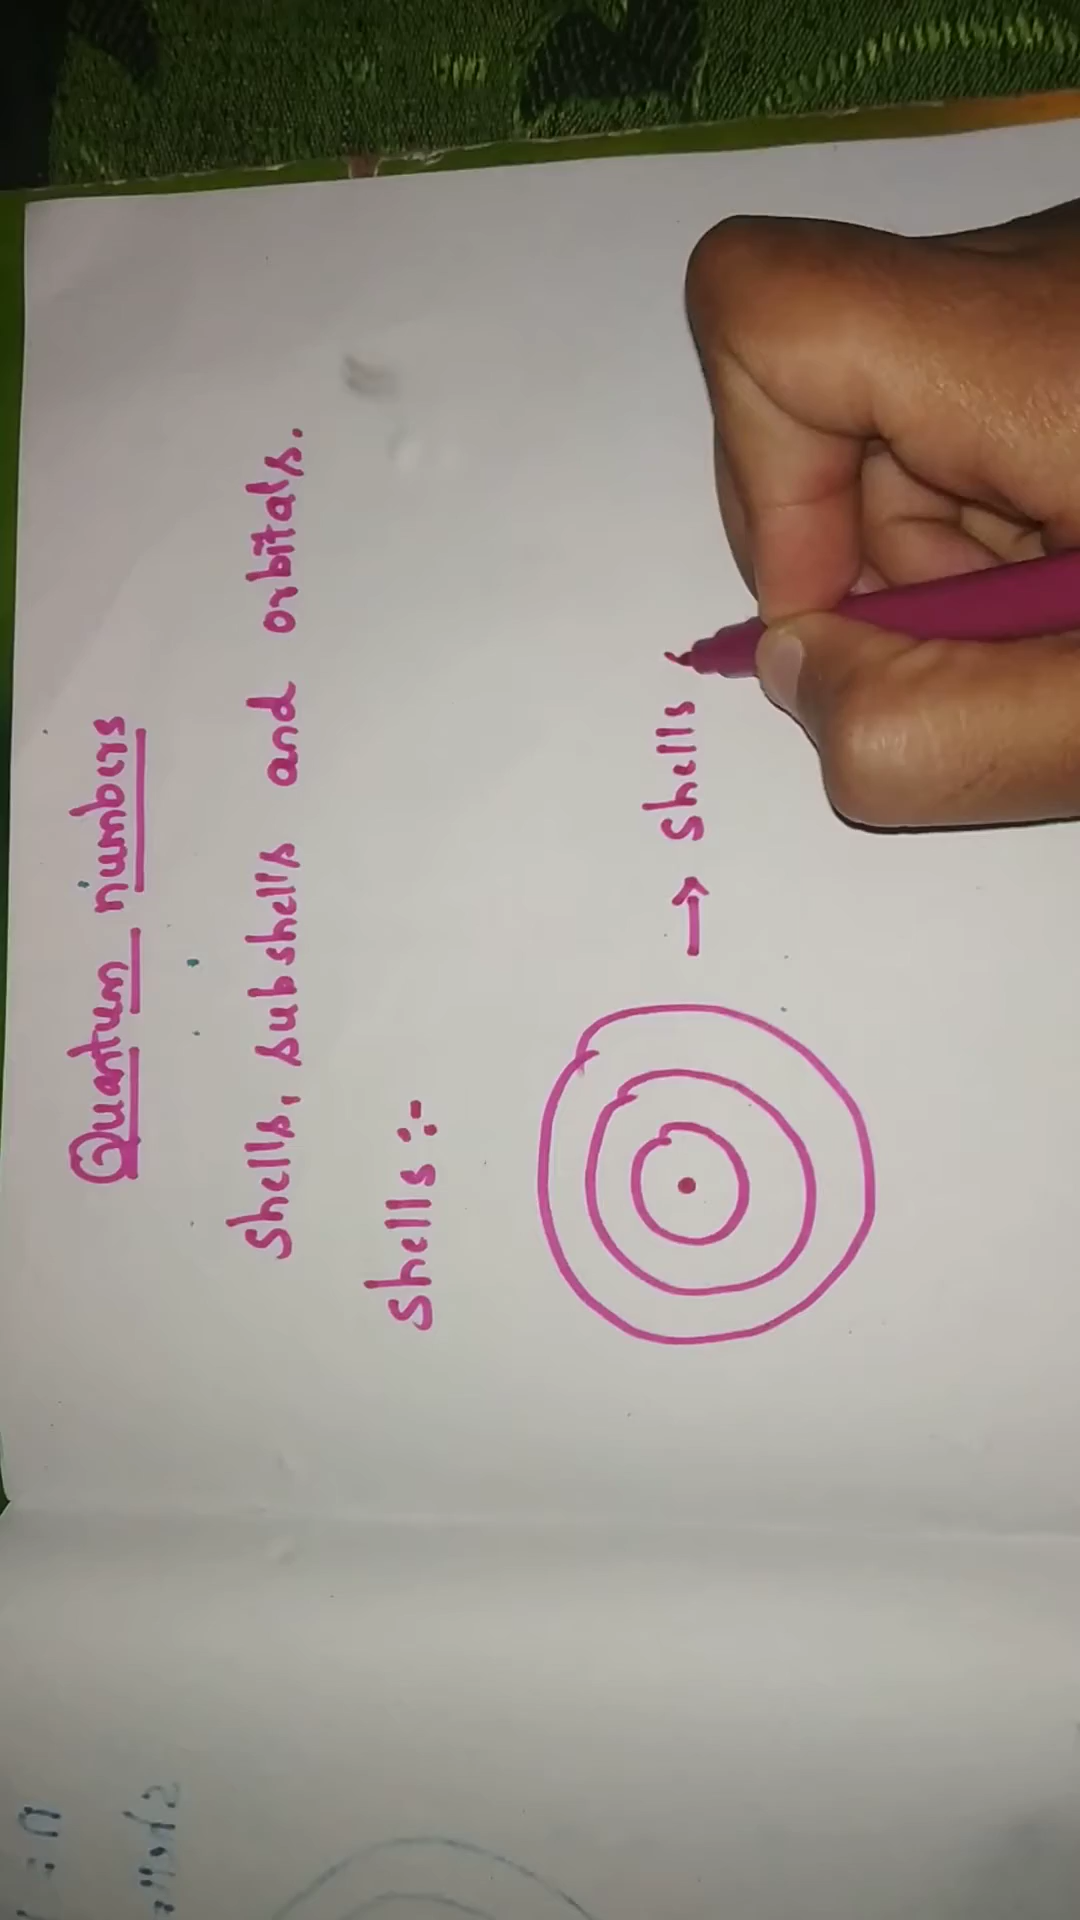 Quantum numbers
Shells, subshells and orbitals.
Shells :-
→ Shells